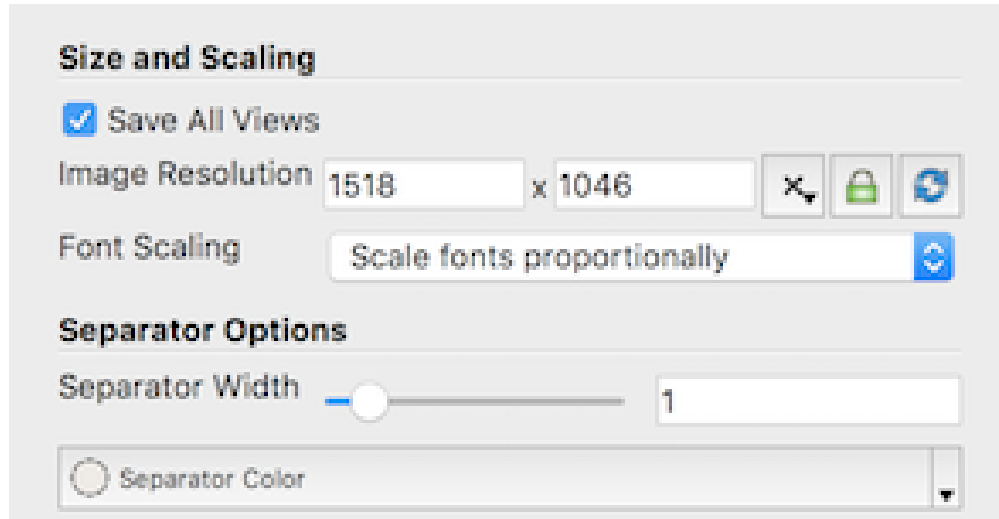 Size and Scaling
Save All Views
Image Resolution 1518 x 1046
Font Scaling Scale fonts proportionally
Separator Options
Separator Width 1
Separator Color